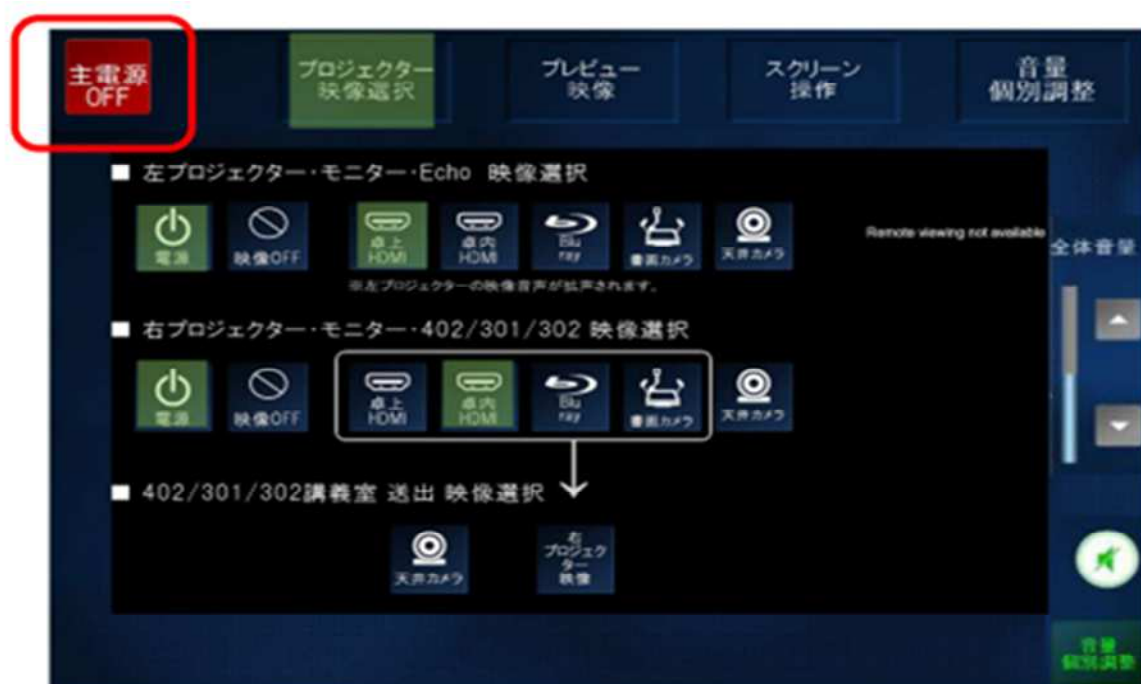 主電源
OFF
プロジェクター
映像選択
プレビュー
映像
スクリーン
操作
音量
個別調整
■ 左プロジェクター・モニター・Echo 映像選択
電源
映像OFF
卓上
HDMI
卓内
HDMI
Blu
ray
書画カメラ
天井カメラ
Remote viewing not available
全体音量
※左プロジェクターの映像音声が拡声されます。
■ 右プロジェクター・モニター・402/301/302 映像選択
電源
映像OFF
卓上
HDMI
卓内
HDMI
Blu
ray
書画カメラ
天井カメラ
■ 402/301/302講義室 送出 映像選択
天井カメラ
右
プロジェク
ター
映像
音量
個別調整